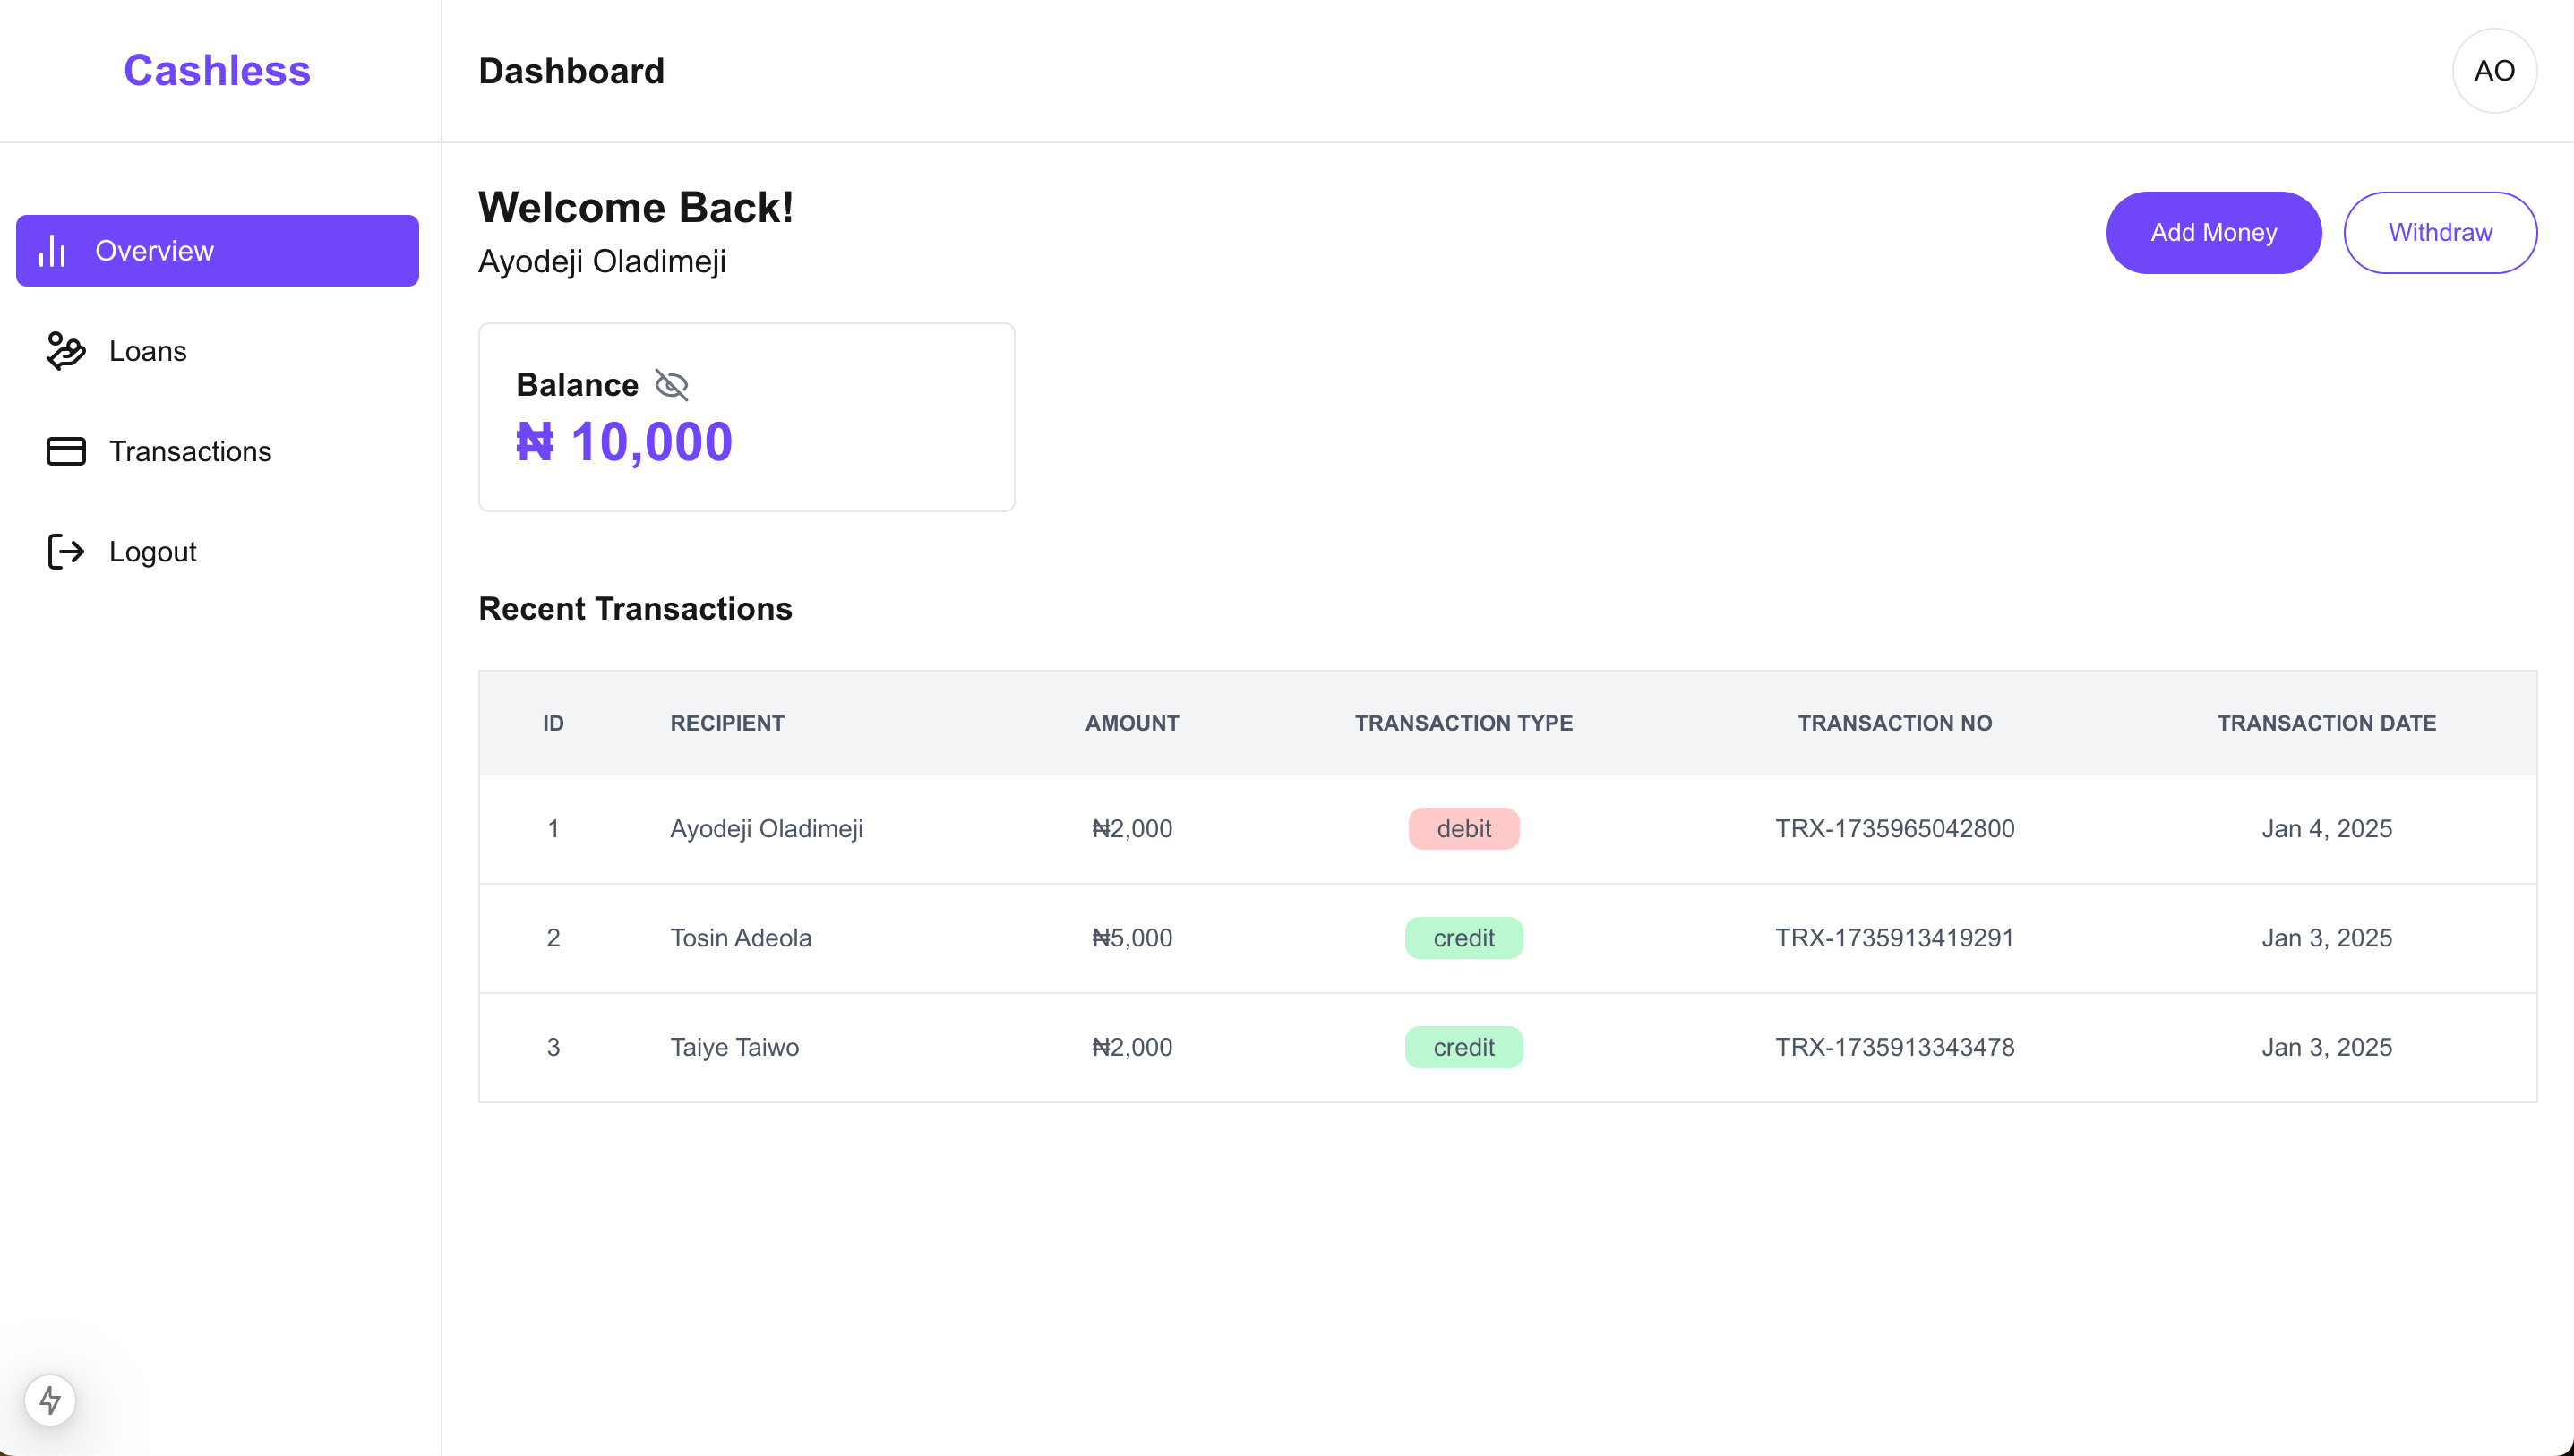 Cashless
Dashboard
AO
Overview
Loans
Transactions
Logout
Welcome Back!
Ayodeji Oladimeji
Add Money
Withdraw
Balance
₦ 10,000
Recent Transactions
ID RECIPIENT AMOUNT TRANSACTION TYPE TRANSACTION NO TRANSACTION DATE
1 Ayodeji Oladimeji ₦2,000 debit TRX-1735965042800 Jan 4, 2025
2 Tosin Adeola ₦5,000 credit TRX-1735913419291 Jan 3, 2025
3 Taiye Taiwo ₦2,000 credit TRX-1735913343478 Jan 3, 2025